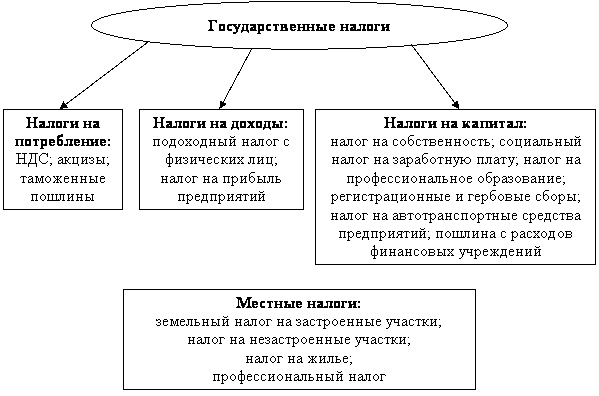 Государственные налоги
Налоги на
потребление:
НДС; акцизы;
таможенные
пошлины
Налоги на доходы:
подоходный налог с
физических лиц;
налог на прибыль
предприятий
Налоги на капитал:
налог на собственность; социальный
налог на заработную плату; налог на
профессиональное образование;
регистрационные и гербовые сборы;
налог на автотранспортные средства
предприятий; пошлина с расходов
финансовых учреждений
Местные налоги:
земельный налог на застроенные участки;
налог на незастроенные участки;
налог на жилье;
профессиональный налог